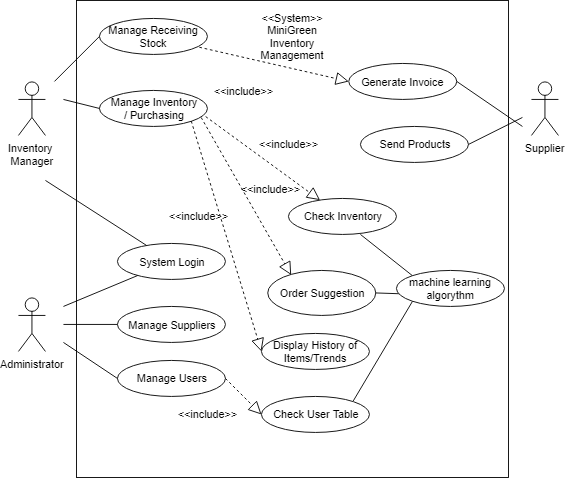 <<System>>
MiniGreen
Inventory
Management
Manage Receiving
Stock
Generate Invoice
<<include>>
Manage Inventory
/ Purchasing
Inventory
Manager
Supplier
<<include>>
Send Products
<<include>>
<<include>>
Check Inventory
System Login
machine learning
algorythm
Order Suggestion
Manage Suppliers
Administrator
Display History of
Items/Trends
Manage Users
<<include>>
Check User Table